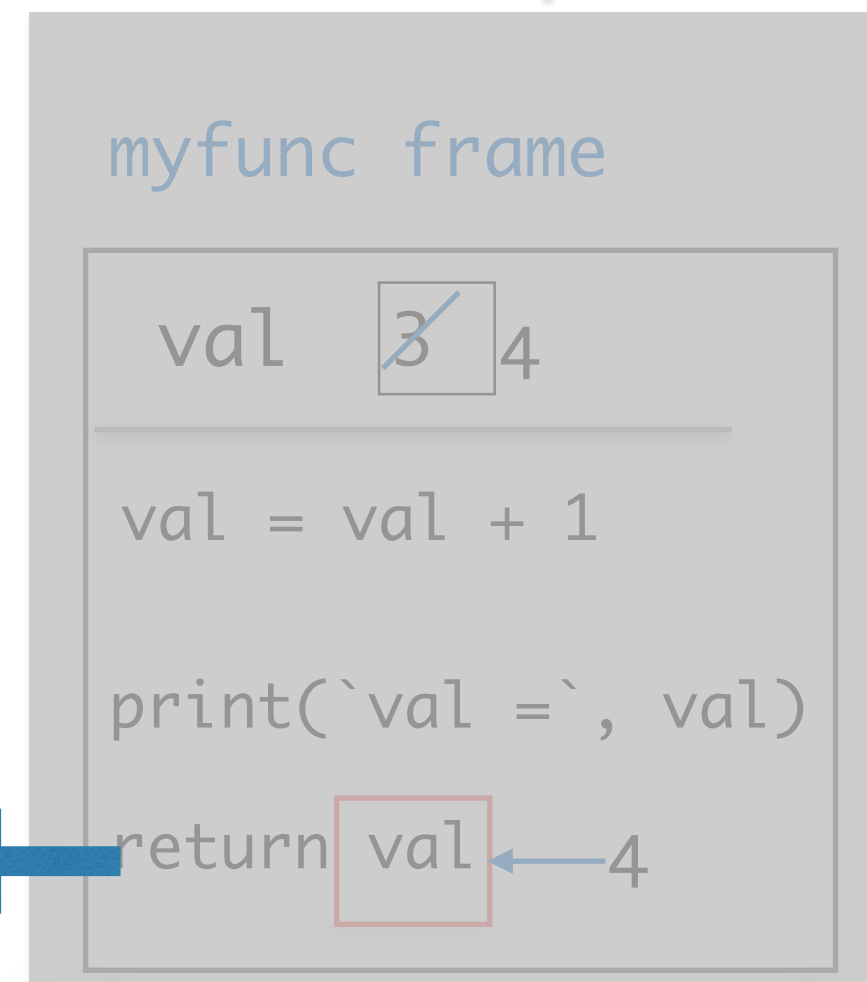 myfunc frame
val 3 4
val = val + 1
print(`val =`, val)
return val 4